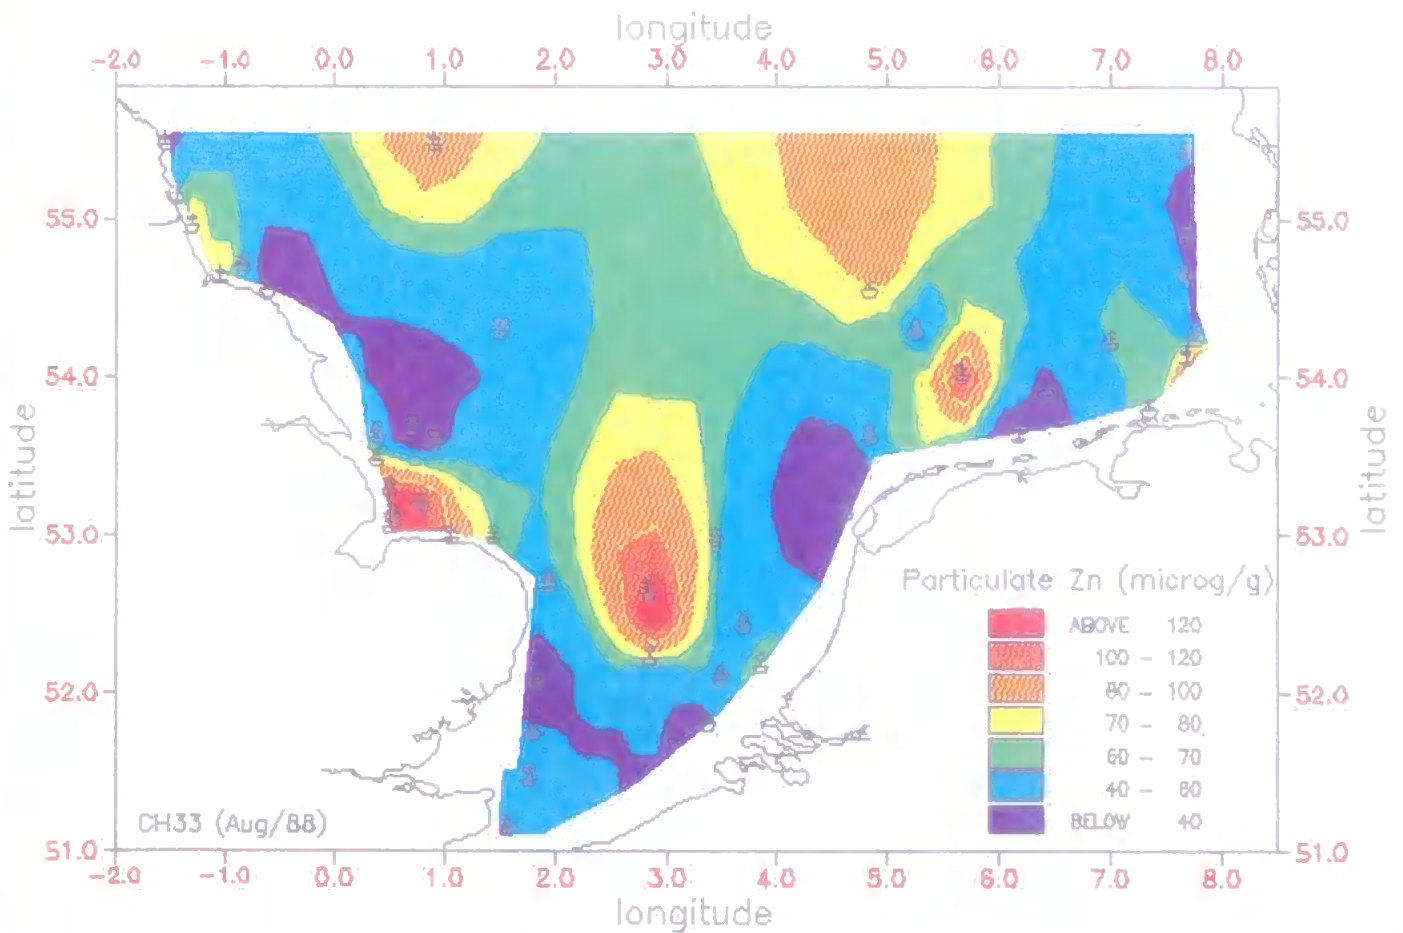 longitude
-2.0 -1.0 0.0 1.0 2.0 3.0 4.0 5.0 6.0 7.0 8.0
55.0 55.0
54.0 54.0
latitude latitude
53.0 53.0
Particulate Zn (microg/g)
ABOVE 120
100 - 120
80 - 100
70 - 80
60 - 70
40 - 60
BELOW 40
52.0 52.0
CH33 (Aug/88)
51.0 51.0
-2.0 -1.0 0.0 1.0 2.0 3.0 4.0 5.0 6.0 7.0 8.0
longitude